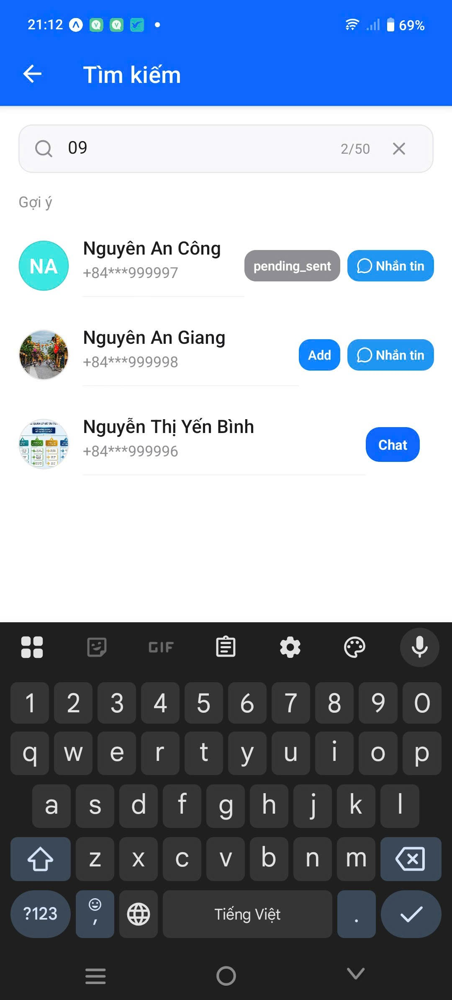 21:12
69%
Tìm kiếm
09
2/50
Gợi ý
NA
Nguyên An Công
+84***999997
pending_sent
Nhắn tin
Nguyên An Giang
+84***999998
Add
Nhắn tin
Nguyễn Thị Yến Bình
+84***999996
Chat
GIF
1 2 3 4 5 6 7 8 9 0
q w e r t y u i o p
a s d f g h j k l
z x c v b n m
?123 , Tiếng Việt .